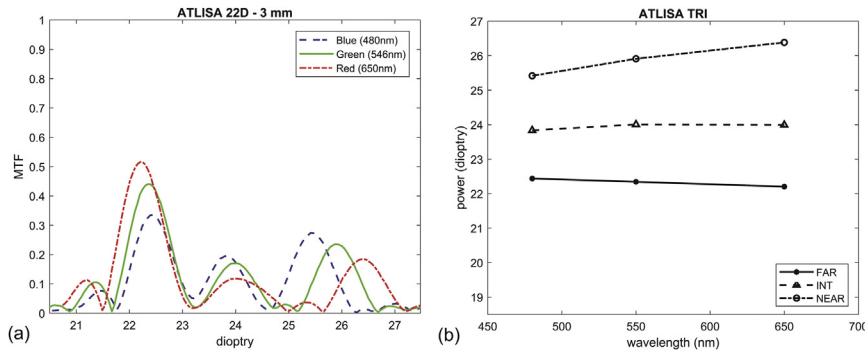 ATLISA 22D - 3 mm
Blue (480nm)
Green (546nm)
Red (650nm)
MTF
1
0.9
0.8
0.7
0.6
0.5
0.4
0.3
0.2
0.1
0
21 22 23 24 25 26 27
dioptry
(a)
ATLISA TRI
power (dioptry)
27
26
25
24
23
22
21
20
19
FAR
INT
NEAR
450 500 550 600 650 700
wavelength (nm)
(b)